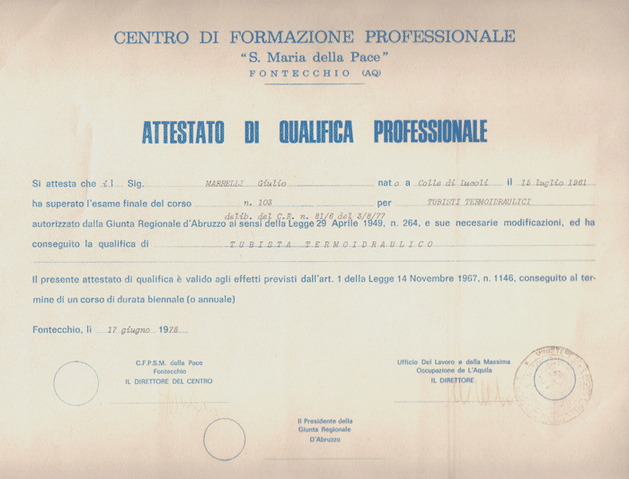 CENTRO DI FORMAZIONE PROFESSIONALE
"S. Maria della Pace"
FONTECCHIO (AQ)
ATTESTATO DI QUALIFICA PROFESSIONALE
Si attesta che il Sig. MARRELLI Giulio nato a Colle di Lucoli il 15 luglio 1961
ha superato l'esame finale del corso n. 103 per TUBISTI TERMOIDRAULICI
delib. del C.R. n. 81/6 del 3/8/77
autorizzato dalla Giunta Regionale d'Abruzzo ai sensi della Legge 29 Aprile 1949, n. 264, e sue necessarie modificazioni, ed ha
conseguito la qualifica di TUBISTA TERMOIDRAULICO
Il presente attestato di qualifica è valido agli effetti previsti dall'art. 1 della Legge 14 Novembre 1967, n. 1146, conseguito al ter-
mine di un corso di durata biennale (o annuale)
Fontecchio, li 17 giugno 1978
C.F.P.S.M. della Pace
Fontecchio
IL DIRETTORE DEL CENTRO
Ufficio Del Lavoro e della Massima
Occupazione de L'Aquila
IL DIRETTORE
Il Presidente della
Giunta Regionale
D'Abruzzo